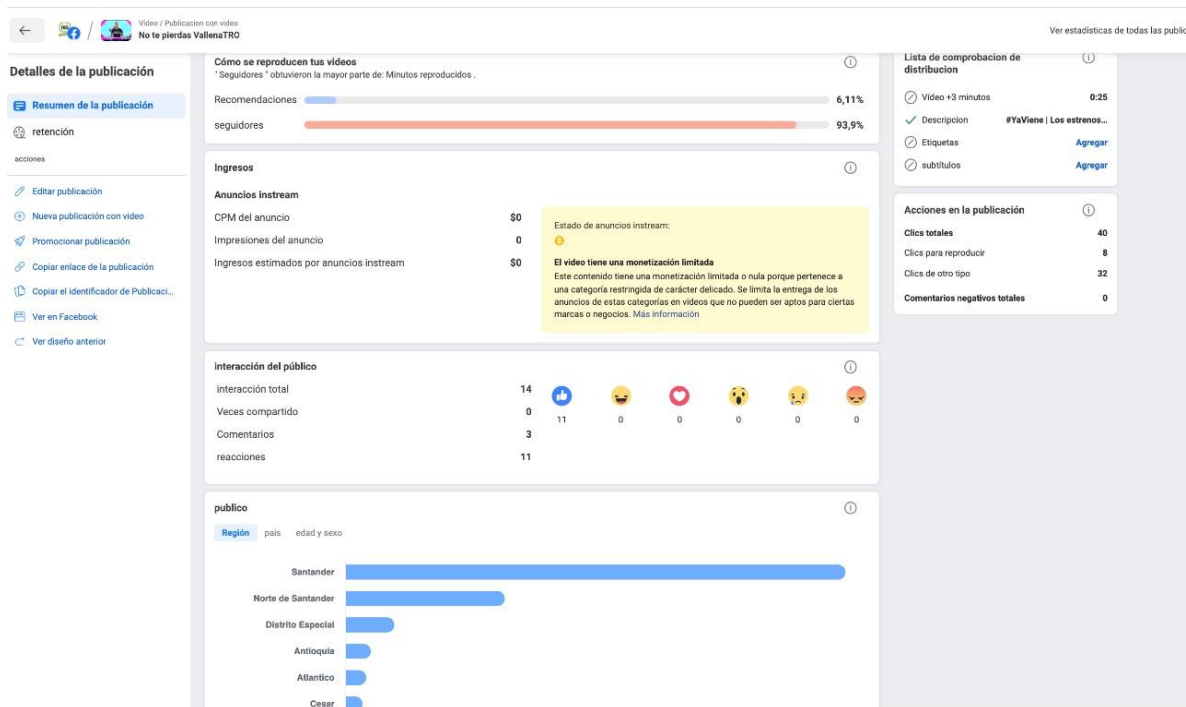 Vídeo / Publicacion con video
No te pierdas VallenaTRO
Ver estadísticas de todas las public
Detalles de la publicación
Resumen de la publicación
retención
acciones
Editar publicación
Nueva publicación con video
Promocionar publicación
Copiar enlace de la publicación
Copiar el identificador de Publicaci...
Ver en Facebook
Ver diseño anterior
Cómo se reproducen tus videos
' Seguidores ' obtuvieron la mayor parte de: Minutos reproducidos .
Recomendaciones 6,11%
seguidores 93,9%
Ingresos
Anuncios instream
CPM del anuncio $0
Impresiones del anuncio 0
Ingresos estimados por anuncios instream $0
Estado de anuncios instream:
El video tiene una monetización limitada
Este contenido tiene una monetización limitada o nula porque pertenece a
una categoría restringida de carácter delicado. Se limita la entrega de los
anuncios de estas categorías en videos que no pueden ser aptos para ciertas
marcas o negocios. Más información
interacción del público
interacción total 14
Veces compartido 0
Comentarios 3
reacciones 11
11 0 0 0 0 0
publico
Región pais edad y sexo
Santander
Norte de Santander
Distrito Especial
Antioquia
Atlantico
Cesar
Lista de comprobacion de
distribucion
Vídeo +3 minutos 0:25
Descripcion #YaViene | Los estrenos...
Etiquetas Agregar
subtítulos Agregar
Acciones en la publicación
Clics totales 40
Clics para reproducir 8
Clics de otro tipo 32
Comentarios negativos totales 0